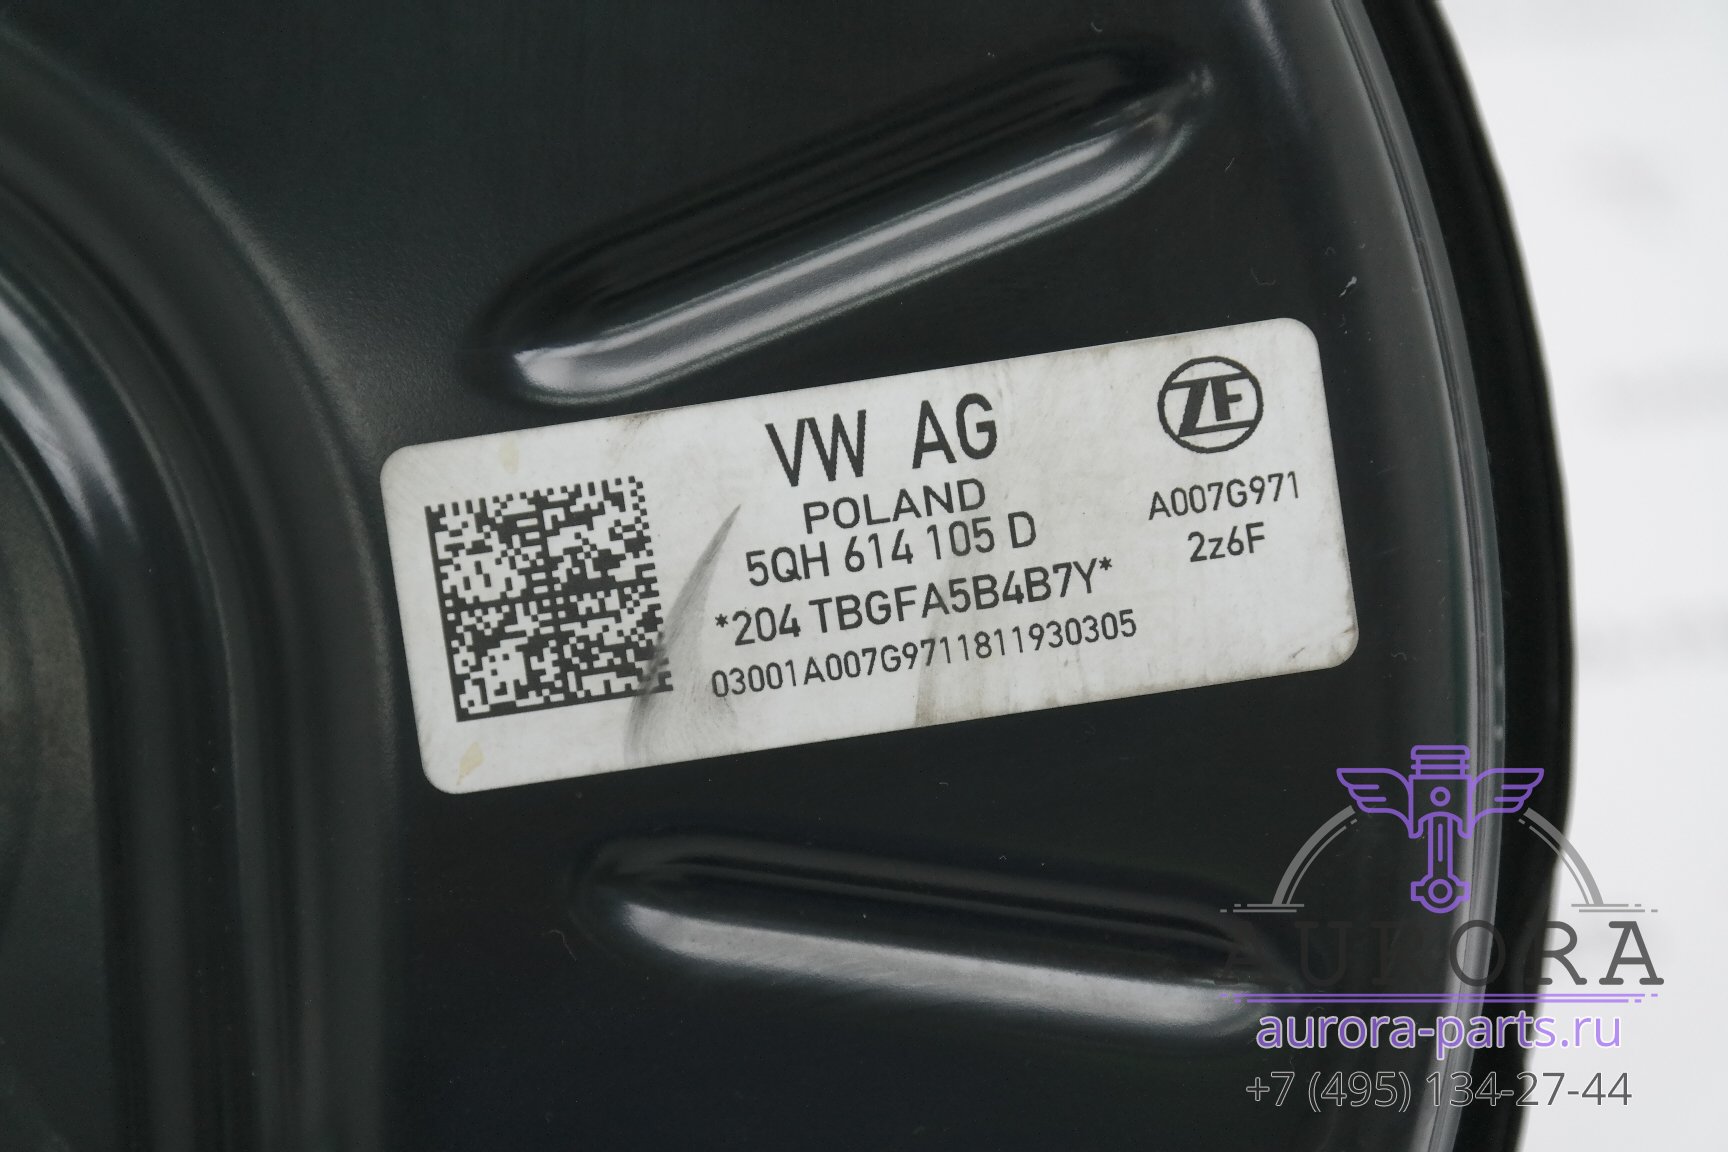 VW AG
ZF
POLAND
5QH 614 105 D
*204 TBGFA5B4B7Y*
03001A007G9711811930305
A007G971
2z6F
AURORA
aurora-parts.ru
+7 (495) 134-27-44